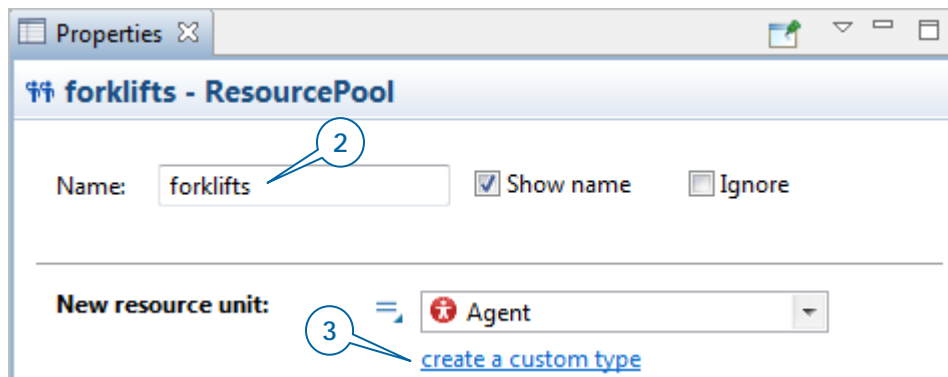 Properties
forklifts - ResourcePool
2
Name: forklifts Show name Ignore
New resource unit: Agent
3
create a custom type